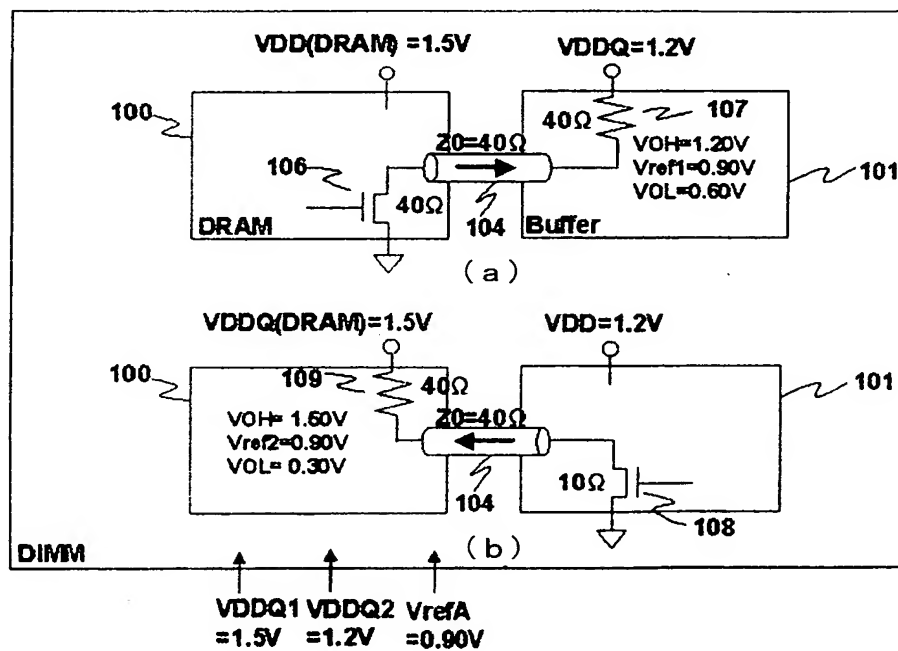 VDD(DRAM) =1.5V
VDDQ=1.2V
100
40Ω
107
Z0=40Ω
VOH=1.20V
Vref1=0.90V
VOL=0.60V
106
101
40Ω
DRAM
104
Buffer
(a)
VDDQ(DRAM)=1.5V
VDD=1.2V
100
109
40Ω
101
Z0=40Ω
VOH= 1.50V
Vref2=0.90V
VOL= 0.30V
10Ω
104
108
(b)
DIMM
VDDQ1 VDDQ2 VrefA
=1.5V =1.2V =0.90V